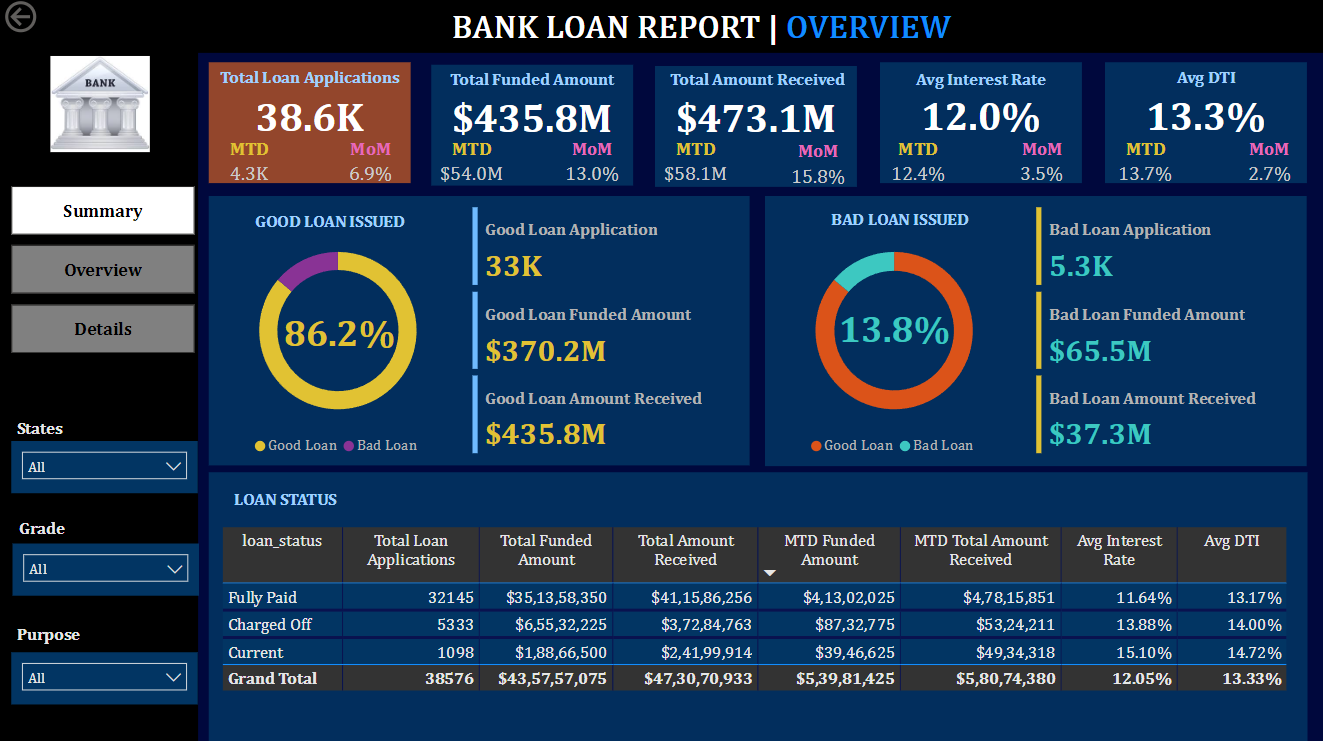 BANK LOAN REPORT | OVERVIEW
BANK
Summary
Overview
Details
States
All
Grade
All
Purpose
All
Total Loan Applications
38.6K
MTD MoM
4.3K 6.9%
Total Funded Amount
$435.8M
MTD MoM
$54.0M 13.0%
Total Amount Received
$473.1M
MTD MoM
$58.1M 15.8%
Avg Interest Rate
12.0%
MTD MoM
12.4% 3.5%
Avg DTI
13.3%
MTD MoM
13.7% 2.7%
GOOD LOAN ISSUED
86.2%
Good Loan Bad Loan
Good Loan Application
33K
Good Loan Funded Amount
$370.2M
Good Loan Amount Received
$435.8M
BAD LOAN ISSUED
13.8%
Good Loan Bad Loan
Bad Loan Application
5.3K
Bad Loan Funded Amount
$65.5M
Bad Loan Amount Received
$37.3M
LOAN STATUS
loan_status Total Loan Applications Total Funded Amount Total Amount Received MTD Funded Amount MTD Total Amount Received Avg Interest Rate Avg DTI
Fully Paid 32145 $35,13,58,350 $41,15,86,256 $4,13,02,025 $4,78,15,851 11.64% 13.17%
Charged Off 5333 $6,55,32,225 $3,72,84,763 $87,32,775 $53,24,211 13.88% 14.00%
Current 1098 $1,88,66,500 $2,41,99,914 $39,46,625 $49,34,318 15.10% 14.72%
Grand Total 38576 $43,57,57,075 $47,30,70,933 $5,39,81,425 $5,80,74,380 12.05% 13.33%